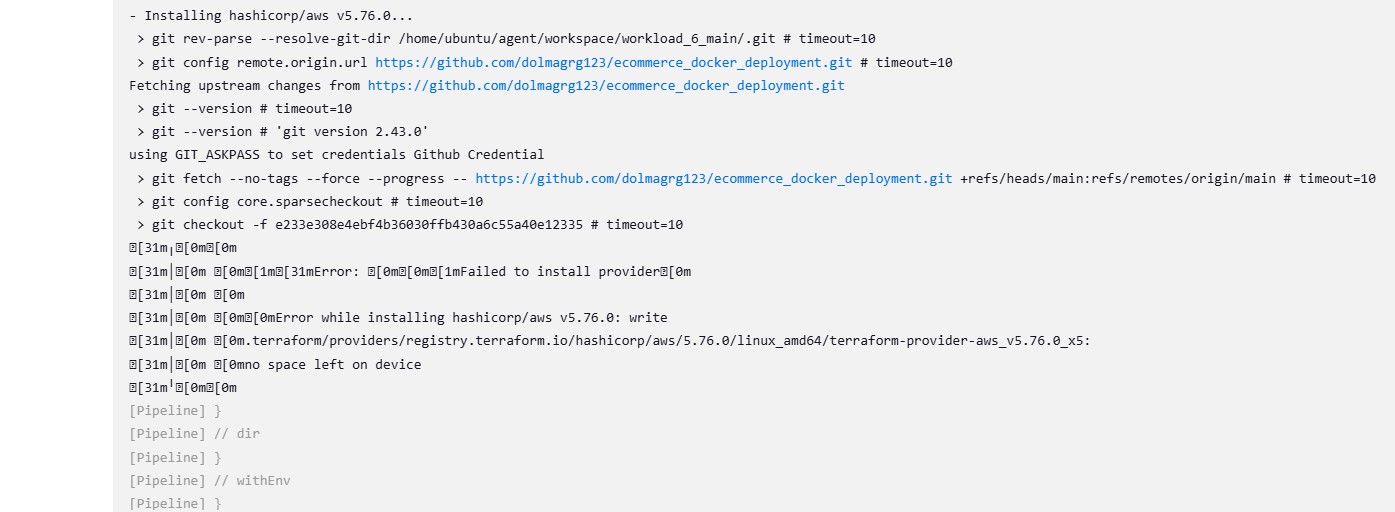 - Installing hashicorp/aws v5.76.0...
> git rev-parse --resolve-git-dir /home/ubuntu/agent/workspace/workload_6_main/.git # timeout=10
> git config remote.origin.url https://github.com/dolmagrg123/ecommerce_docker_deployment.git # timeout=10
Fetching upstream changes from https://github.com/dolmagrg123/ecommerce_docker_deployment.git
> git --version # timeout=10
> git --version # 'git version 2.43.0'
using GIT_ASKPASS to set credentials Github Credential
> git fetch --no-tags --force --progress -- https://github.com/dolmagrg123/ecommerce_docker_deployment.git +refs/heads/main:refs/remotes/origin/main # timeout=10
> git config core.sparsecheckout # timeout=10
> git checkout -f e233e308e4ebf4b36030ffb430a6c55a40e12335 # timeout=10
␛[31m╷␛[0m␛[0m
␛[31m│␛[0m ␛[0m␛[1m␛[31mError: ␛[0m␛[0m␛[1mFailed to install provider␛[0m
␛[31m│␛[0m ␛[0m
␛[31m│␛[0m ␛[0m␛[0mError while installing hashicorp/aws v5.76.0: write
␛[31m│␛[0m ␛[0m.terraform/providers/registry.terraform.io/hashicorp/aws/5.76.0/linux_amd64/terraform-provider-aws_v5.76.0_x5:
␛[31m│␛[0m ␛[0mno space left on device
␛[31m╵␛[0m␛[0m
[Pipeline] }
[Pipeline] // dir
[Pipeline] }
[Pipeline] // withEnv
[Pipeline] }